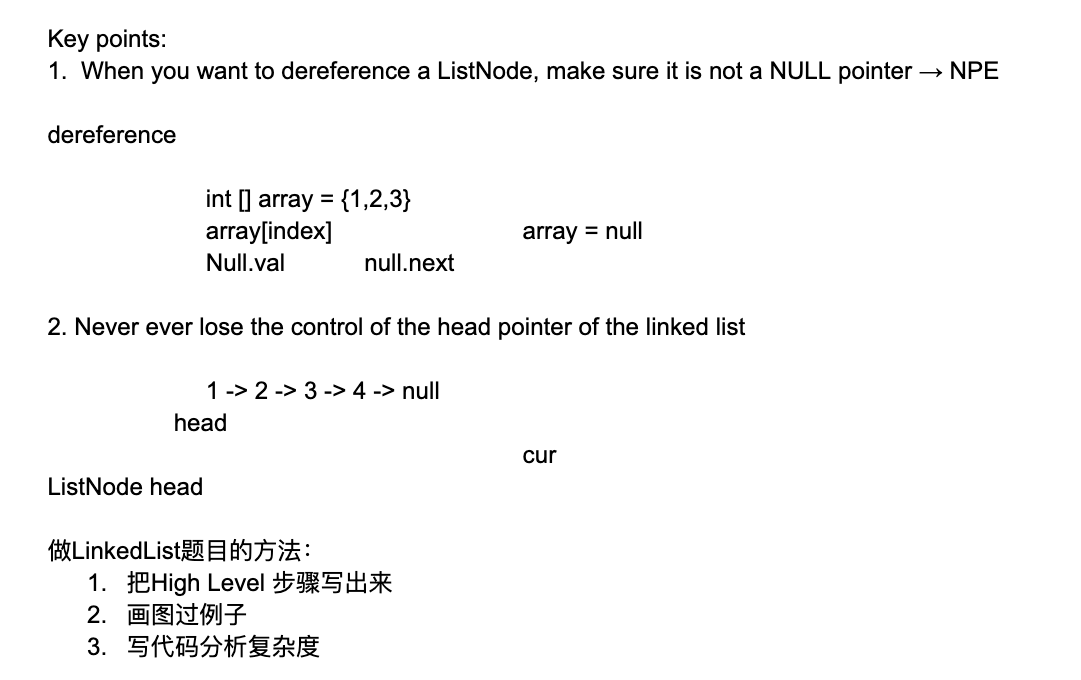 Key points:
1. When you want to dereference a ListNode, make sure it is not a NULL pointer → NPE
dereference
int [] array = {1,2,3}
array[index] array = null
Null.val null.next
2. Never ever lose the control of the head pointer of the linked list
1 -> 2 -> 3 -> 4 -> null
head
cur
ListNode head
做LinkedList题目的方法：
1. 把High Level 步骤写出来
2. 画图过例子
3. 写代码分析复杂度